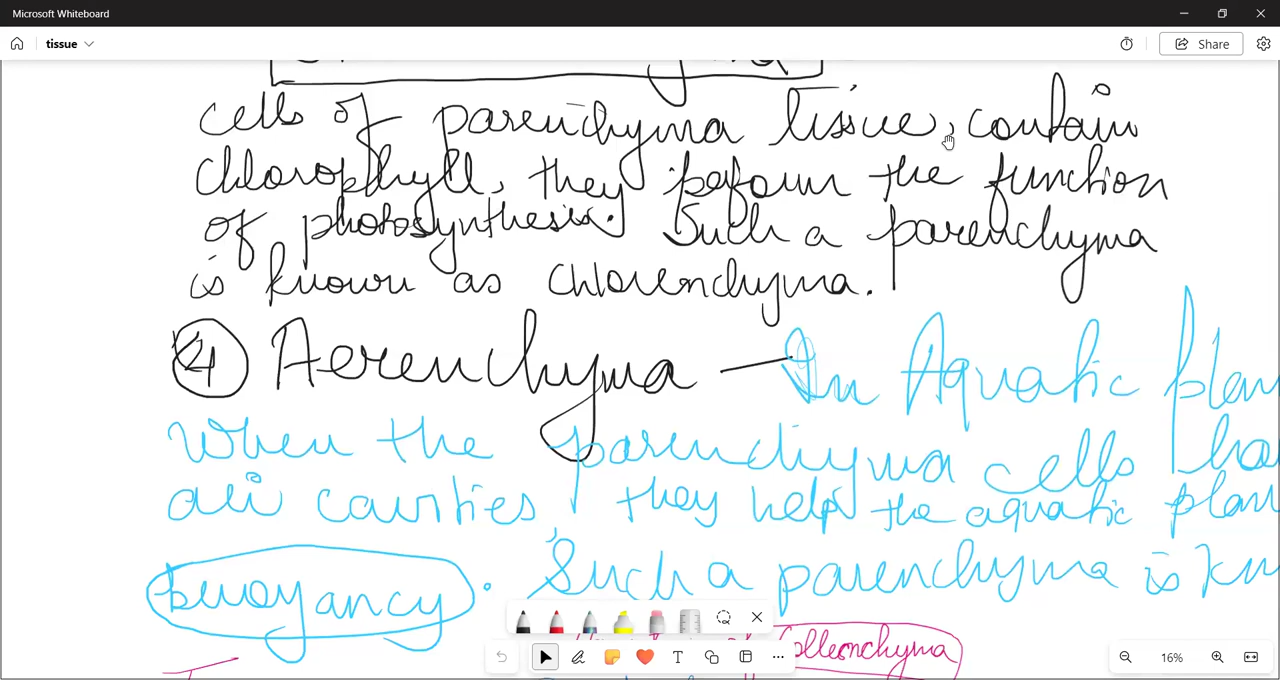 Microsoft Whiteboard
tissue
Share
cells of parenchyma tissue, contain
chlorophyll, they perform the function
of photosynthesis. Such a parenchyma
is known as chlorenchyma.
4 Aerenchyma — In Aquatic plan
When the parenchyma cells ha
air cavities, they help the aquatic plan
buoyancy. Such a parenchyma is kn
Collenchyma
T
16%